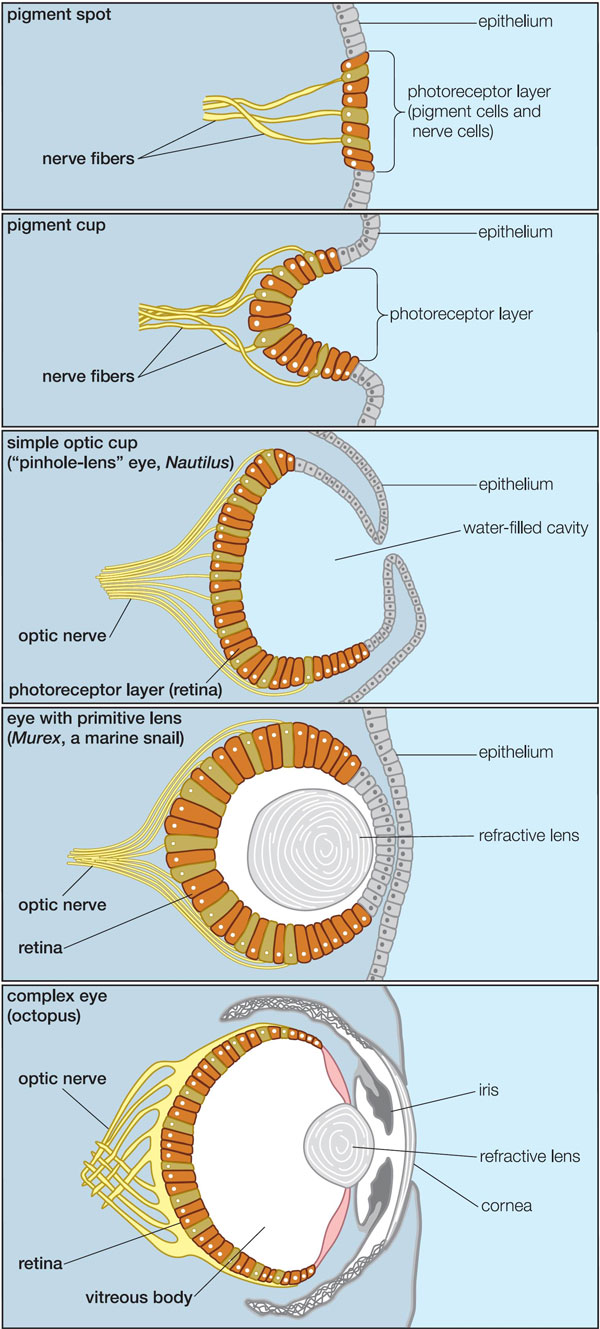 pigment spot
epithelium
photoreceptor layer
(pigment cells and
nerve cells)
nerve fibers
pigment cup
epithelium
photoreceptor layer
nerve fibers
simple optic cup
(“pinhole-lens” eye, Nautilus)
epithelium
water-filled cavity
optic nerve
photoreceptor layer (retina)
eye with primitive lens
(Murex, a marine snail)
epithelium
refractive lens
optic nerve
retina
complex eye
(octopus)
optic nerve
iris
refractive lens
cornea
retina
vitreous body